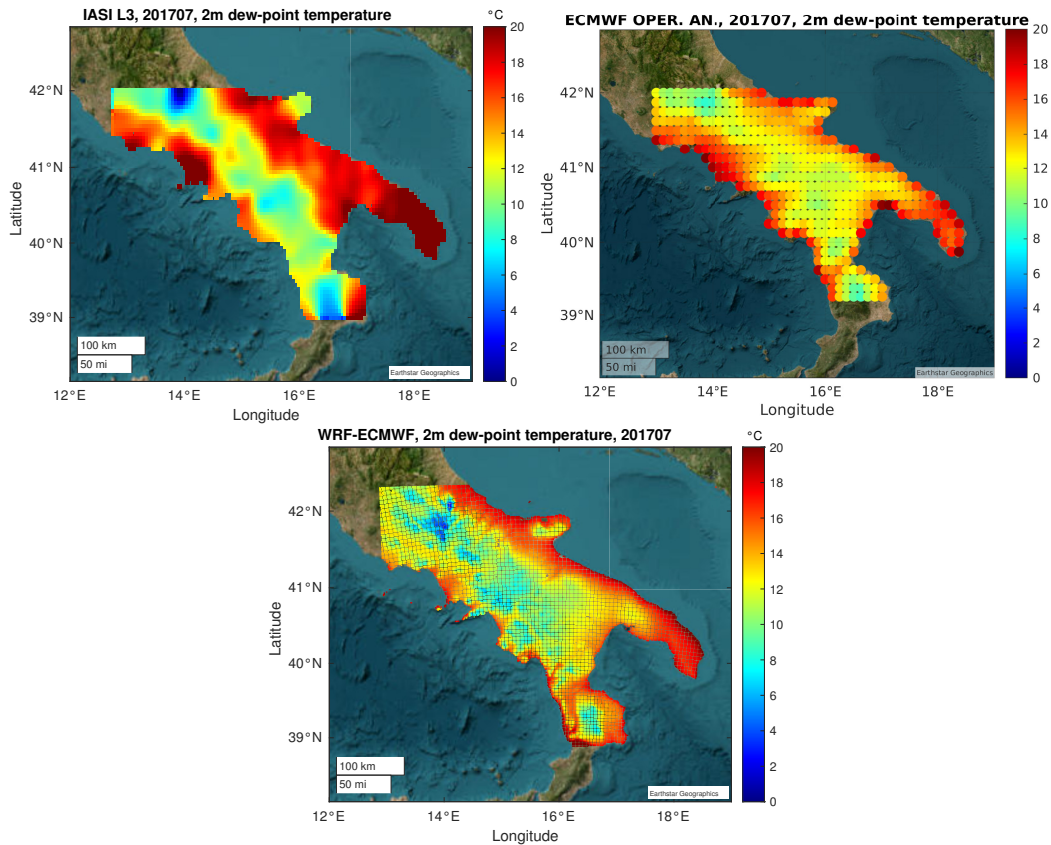 IASI L3, 201707, 2m dew-point temperature
°C
20
18
16
14
12
10
8
6
4
2
0
42°N
41°N
40°N
39°N
Latitude
100 km
50 mi
Earthstar Geographics
12°E
14°E
16°E
18°E
Longitude
ECMWF OPER. AN., 201707, 2m dew-point temperature
20
18
16
14
12
10
8
6
4
2
0
42°N
41°N
40°N
39°N
Latitude
100 km
50 mi
Earthstar Geographics
12°E
14°E
16°E
18°E
Longitude
WRF-ECMWF, 2m dew-point temperature, 201707
°C
20
18
16
14
12
10
8
6
4
2
0
42°N
41°N
40°N
39°N
Latitude
100 km
50 mi
Earthstar Geographics
12°E
14°E
16°E
18°E
Longitude